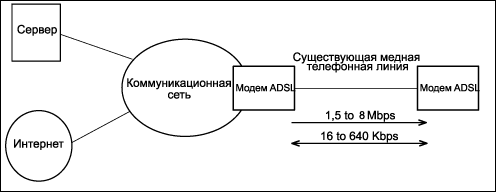 Сервер
Интернет
Коммуникационная
сеть
Модем ADSL
Существующая медная
телефонная линия
Модем ADSL
1,5 to 8 Mbps
16 to 640 Kbps